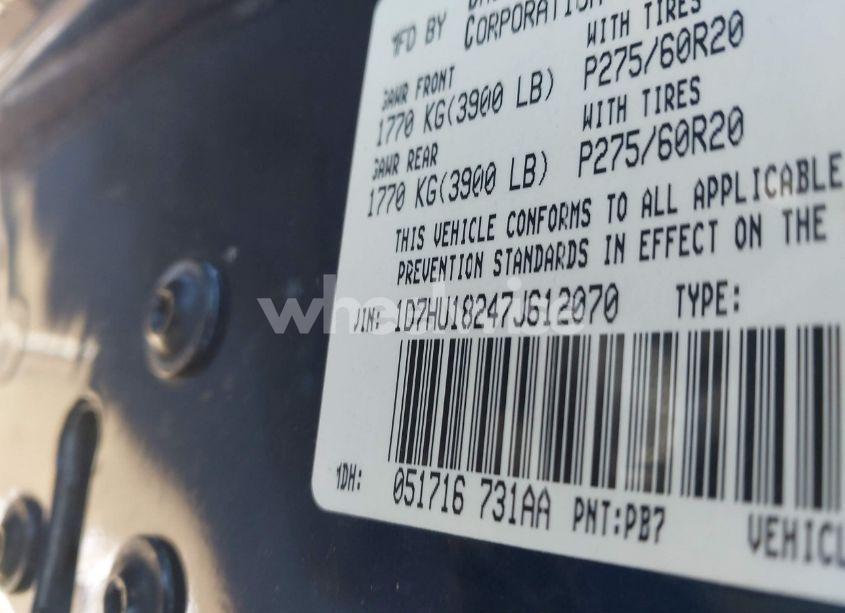 MFD BY
CORPORATION
GAWR FRONT WITH TIRES
1770 KG(3900 LB) P275/60R20
GAWR REAR WITH TIRES
1770 KG(3900 LB) P275/60R20
THIS VEHICLE CONFORMS TO ALL APPLICABLE
PREVENTION STANDARDS IN EFFECT ON THE
VIN: 1D7HU18247J612070 TYPE:
MDH: 051716 731AA PNT:PB7
VEHICL